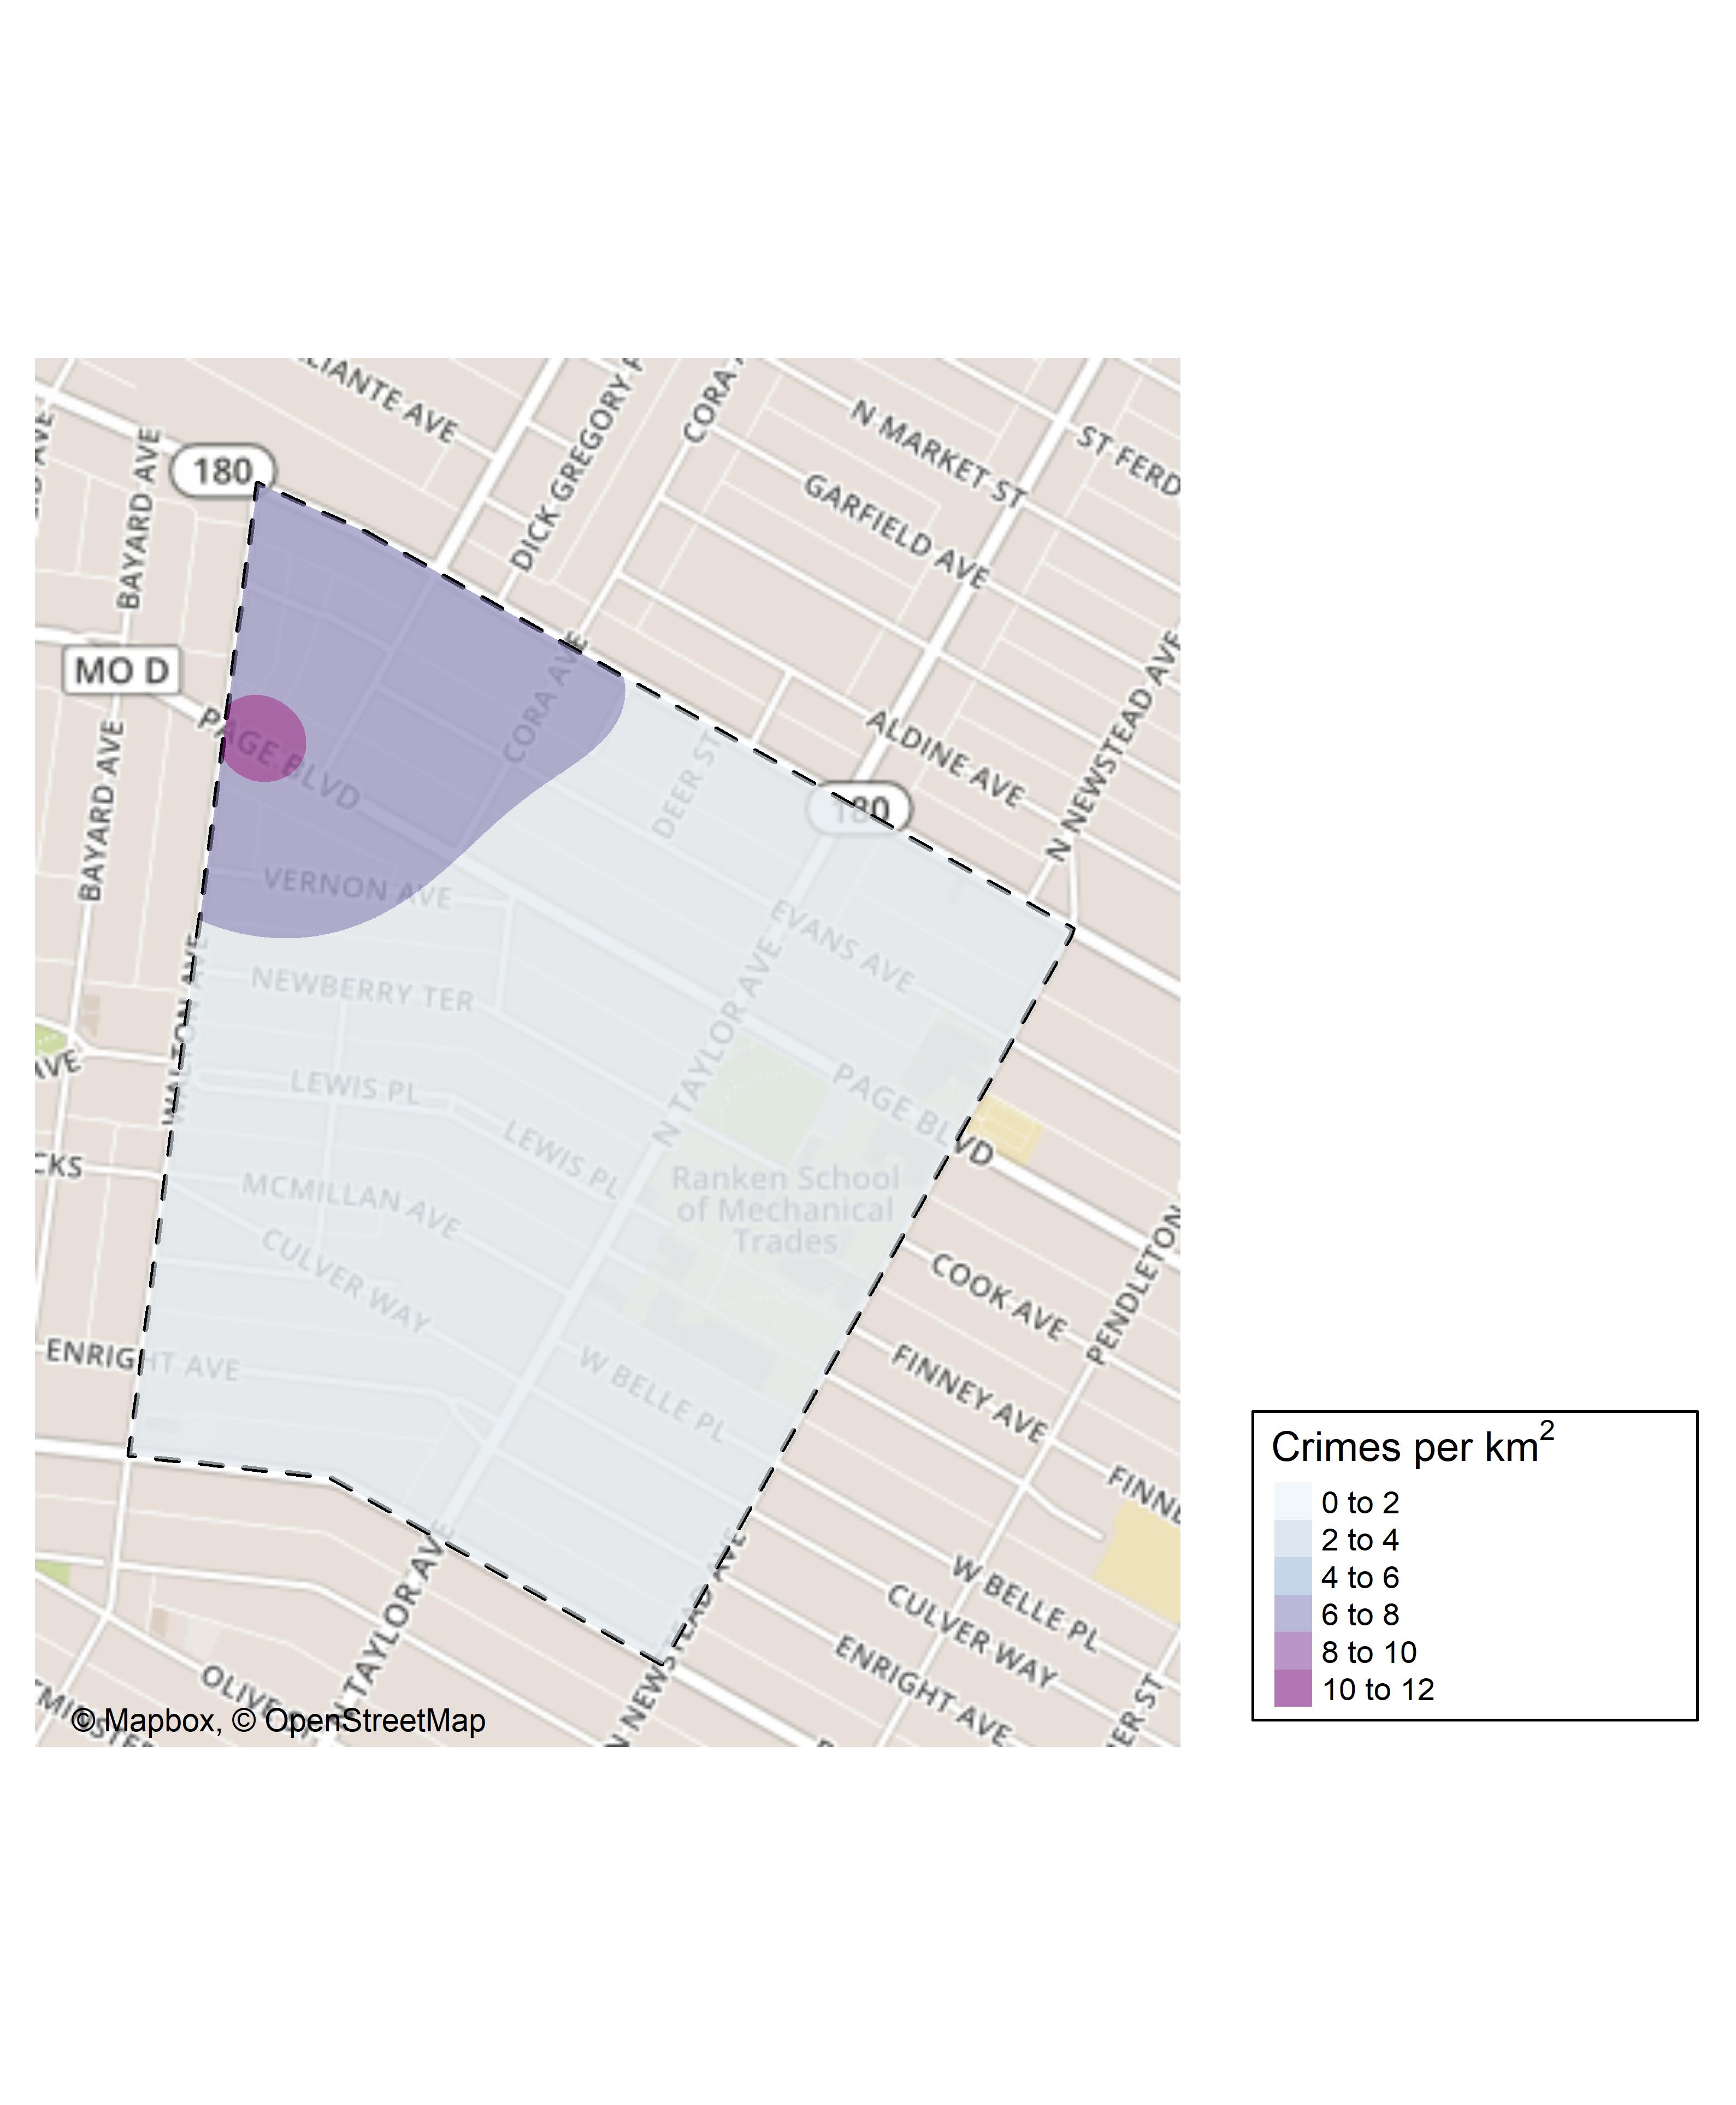 N MARKET ST
ST FERD
DICK GREGORY
CORA
GARFIELD AVE
LIANTE AVE
BAYARD AVE
180
MO D
N NEWSTEAD AVE
CORA AVE
ALDINE AVE
PAGE BLVD
DEER ST
180
BAYARD AVE
VERNON AVE
EVANS AVE
WALTON AVE
NEWBERRY TER
N TAYLOR AVE
AVE
LEWIS PL
PAGE BLVD
LEWIS PL
CKS
MCMILLAN AVE
Ranken School
of Mechanical
Trades
PENDLETON
CULVER WAY
COOK AVE
ENRIGHT AVE
W BELLE PL
FINNEY AVE
FINNE
N TAYLOR AVE
N NEWSTEAD AVE
W BELLE PL
CULVER WAY
ENRIGHT AVE
OLIVE
© Mapbox, © OpenStreetMap
Crimes per km2
0 to 2
2 to 4
4 to 6
6 to 8
8 to 10
10 to 12